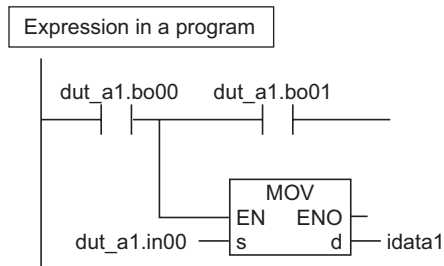 Expression in a program
dut_a1.bo00 dut_a1.bo01
MOV
EN ENO
dut_a1.in00 s d idata1